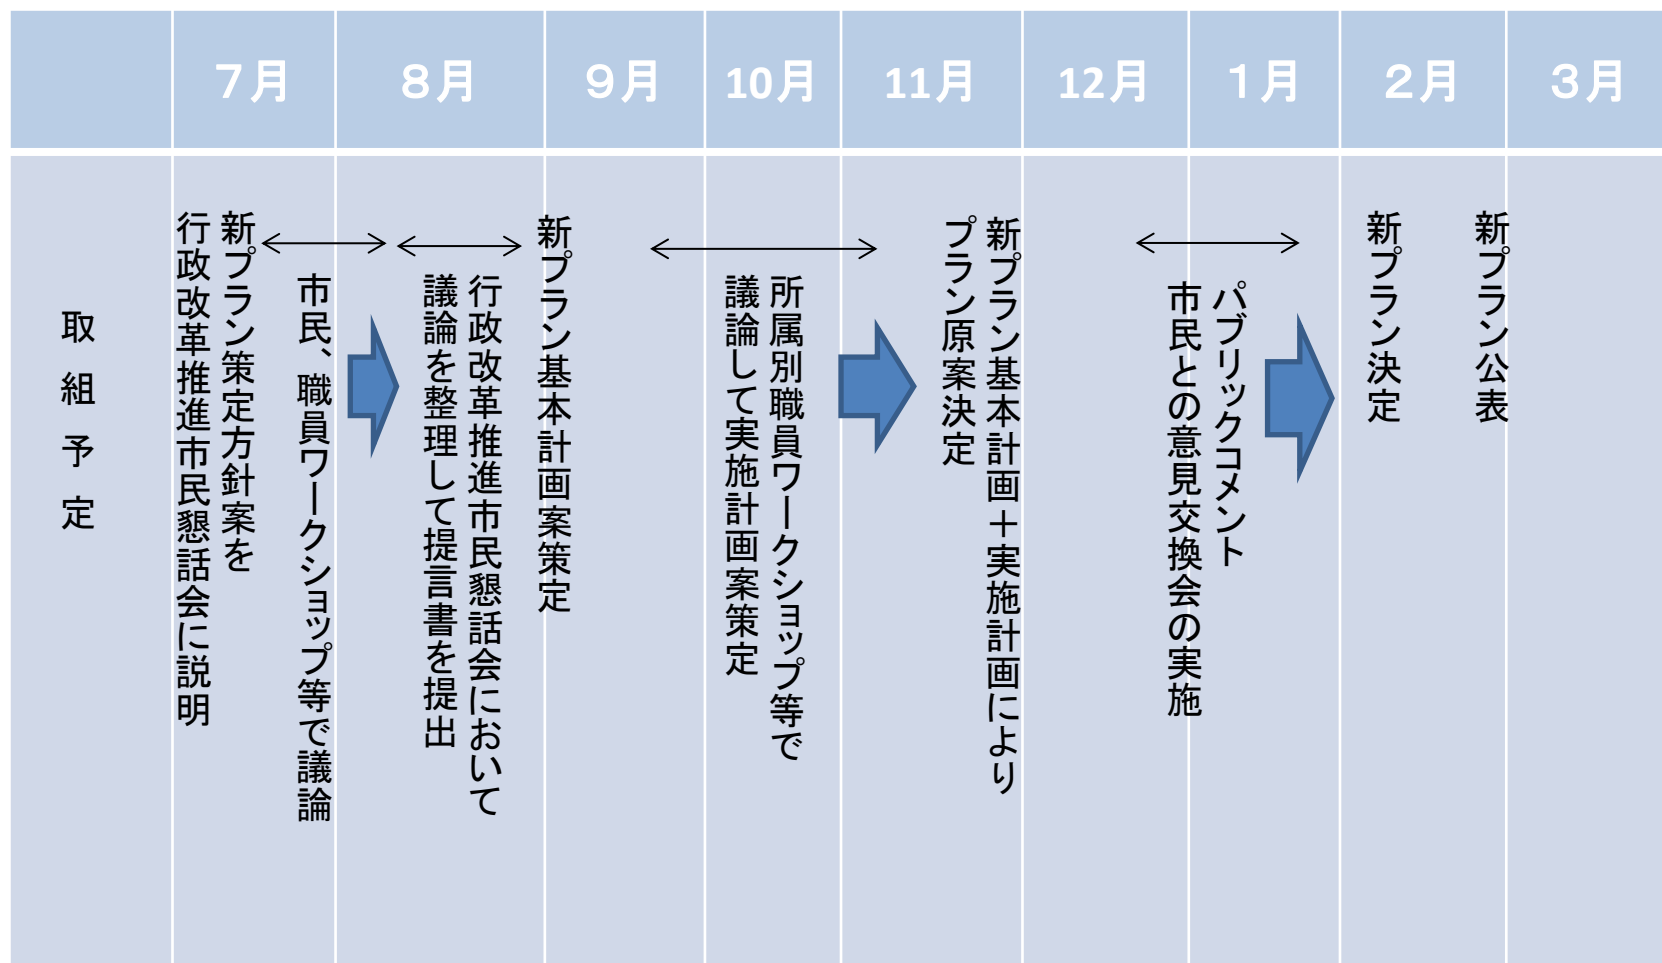 ７月
８月
９月
10月
11月
12月
１月
２月
３月
取組予定
新プラン策定方針案を
行政改革推進市民懇話会に説明
市民、職員ワークショップ等で議論
行政改革推進市民懇話会において
議論を整理して提言書を提出
新プラン基本計画案策定
所属別職員ワークショップ等で
議論して実施計画案策定
新プラン基本計画＋実施計画により
プラン原案決定
パブリックコメント
市民との意見交換会の実施
新プラン決定
新プラン公表